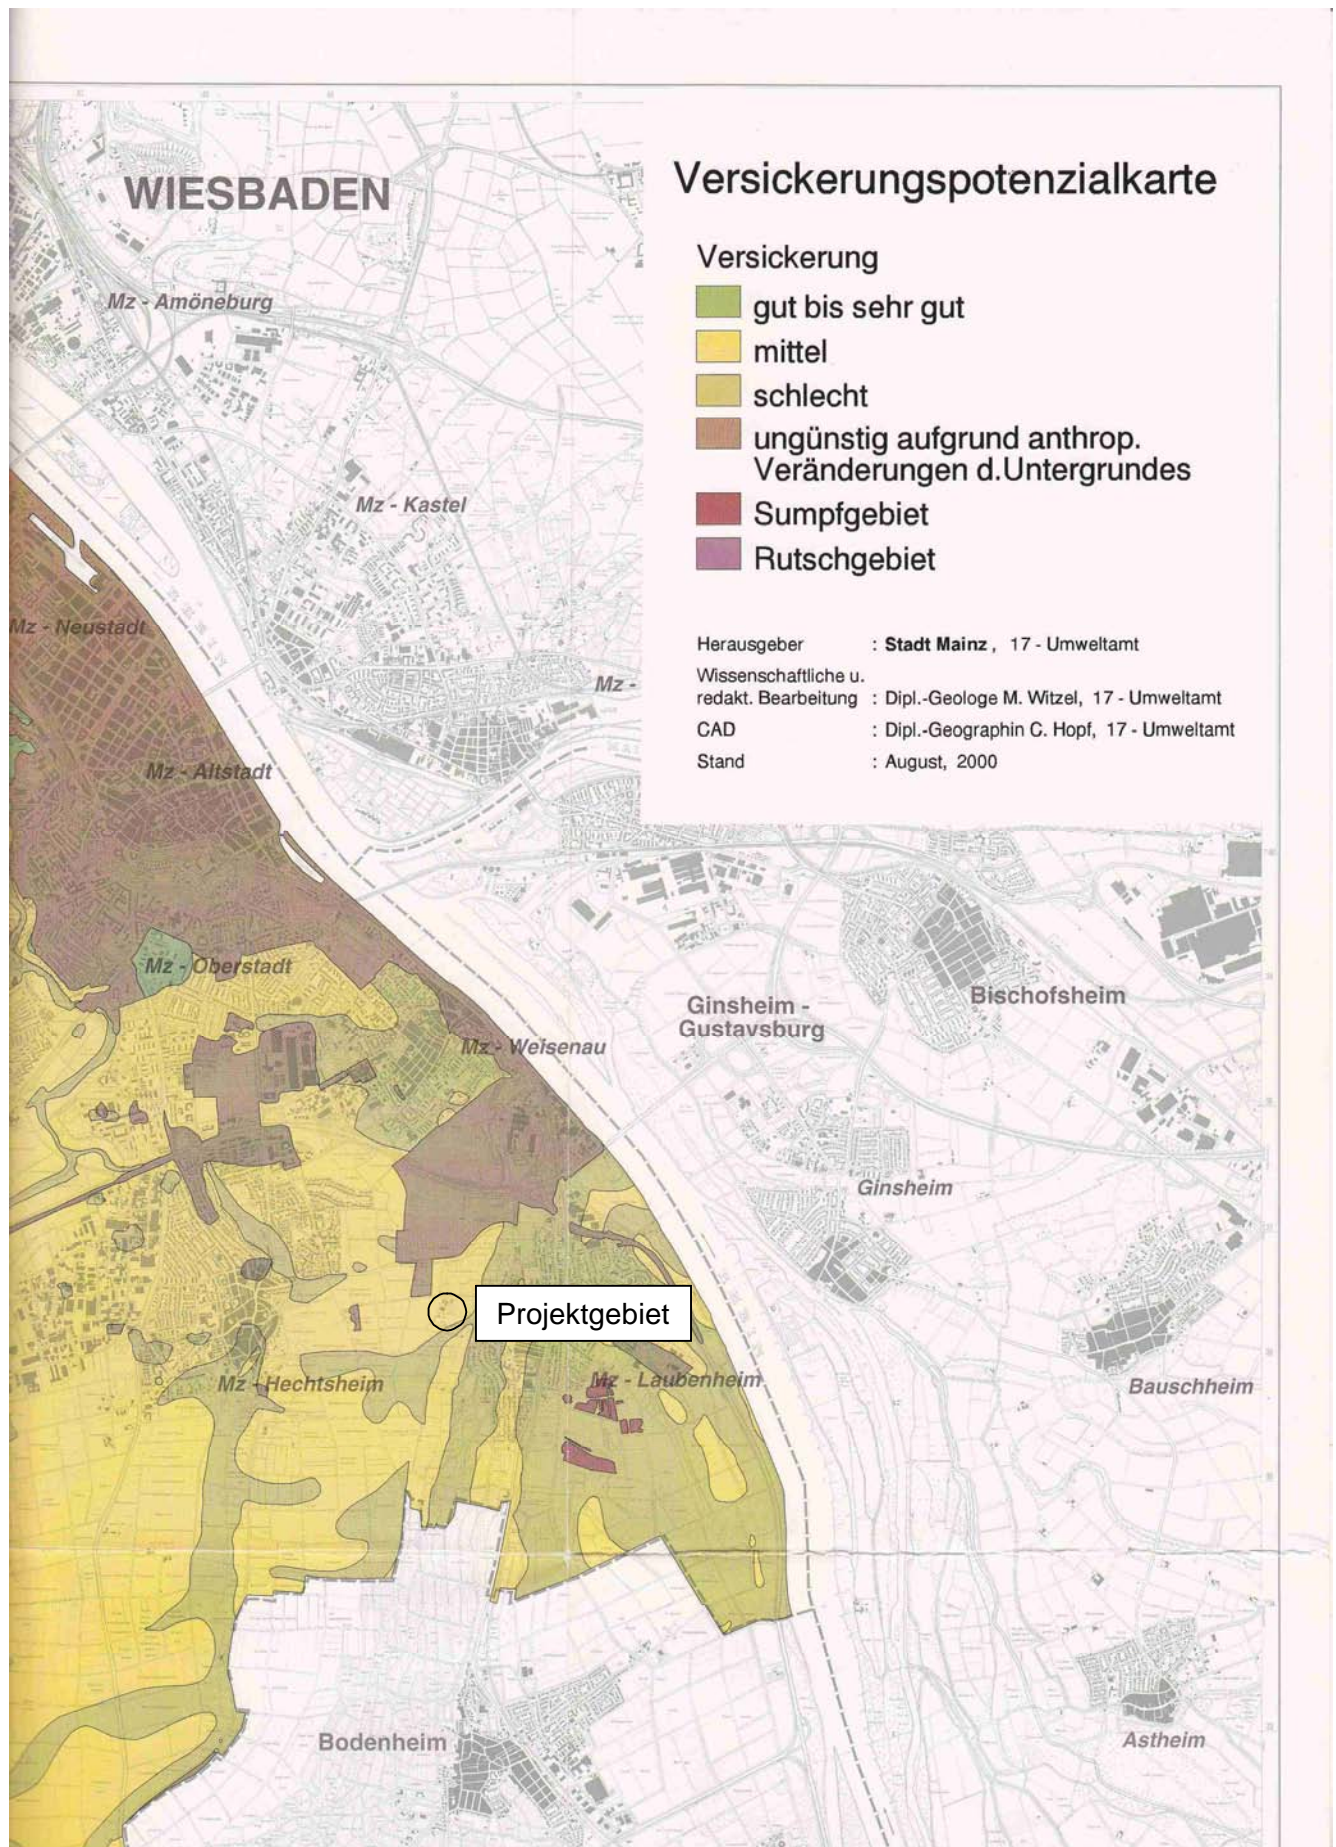 WIESBADEN
Versickerungspotenzialkarte
Versickerung
gut bis sehr gut
mittel
schlecht
ungünstig aufgrund anthrop.
Veränderungen d.Untergrundes
Sumpfgebiet
Rutschgebiet
Herausgeber : Stadt Mainz , 17 - Umweltamt
Wissenschaftliche u.
redakt. Bearbeitung : Dipl.-Geologe M. Witzel, 17 - Umweltamt
CAD : Dipl.-Geographin C. Hopf, 17 - Umweltamt
Stand : August, 2000
Mz - Amöneburg
Mz - Kastel
Mz - Neustadt
Mz -
Mz - Altstadt
Mz - Oberstadt
Bischofsheim
Ginsheim -
Gustavsburg
Mz - Weisenau
Ginsheim
Projektgebiet
Mz - Hechtsheim
Mz - Laubenheim
Bauschheim
Bodenheim
Astheim